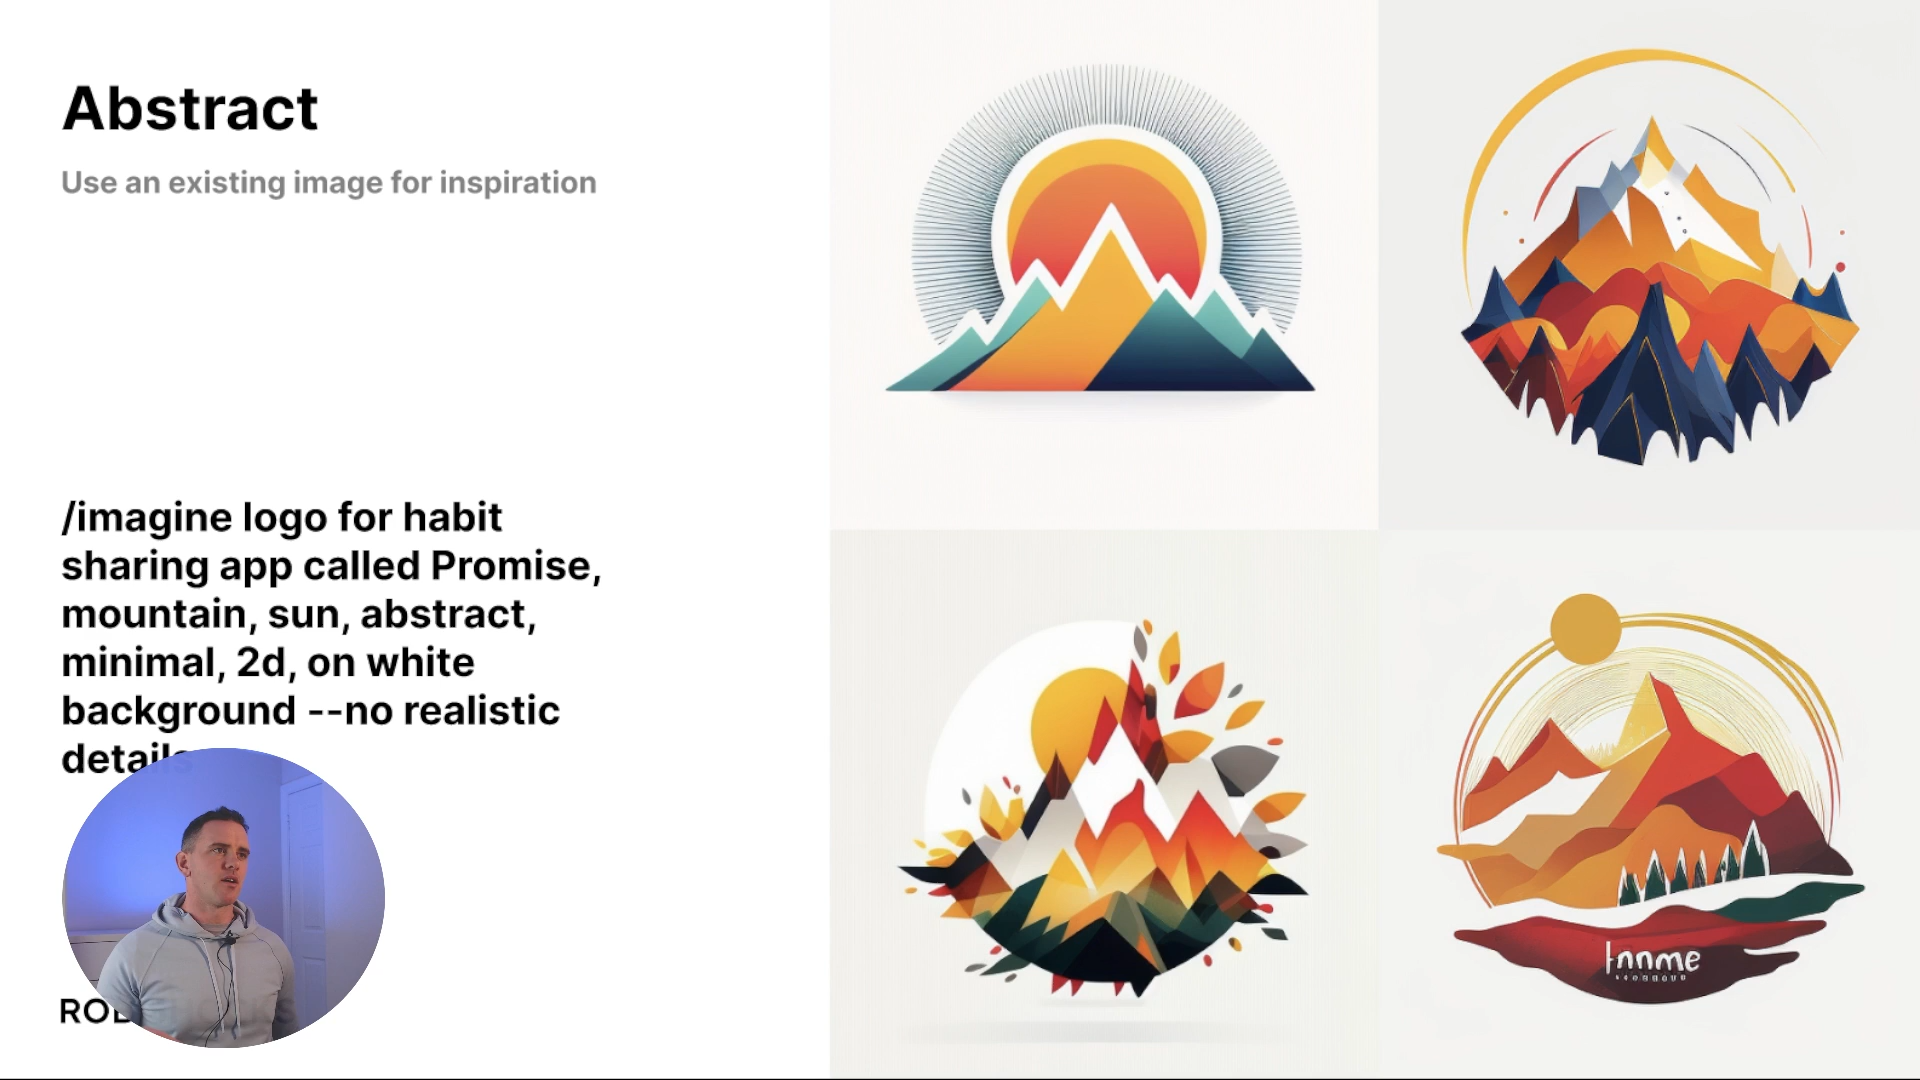 Abstract
Use an existing image for inspiration
/imagine logo for habit
sharing app called Promise,
mountain, sun, abstract,
minimal, 2d, on white
background --no realistic
details